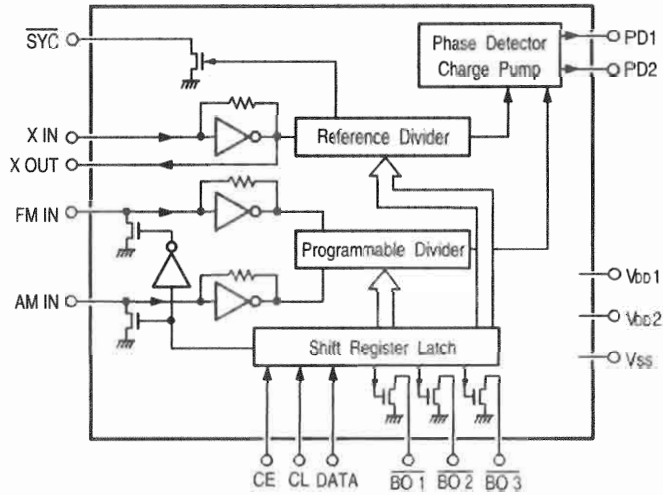 SYC
Phase Detector
Charge Pump
PD1
PD2
X IN
Reference Divider
X OUT
FM IN
Programmable Divider
VDD1
AM IN
VDD2
Shift Register Latch
VSS
CE CL DATA BO 1 BO 2 BO 3